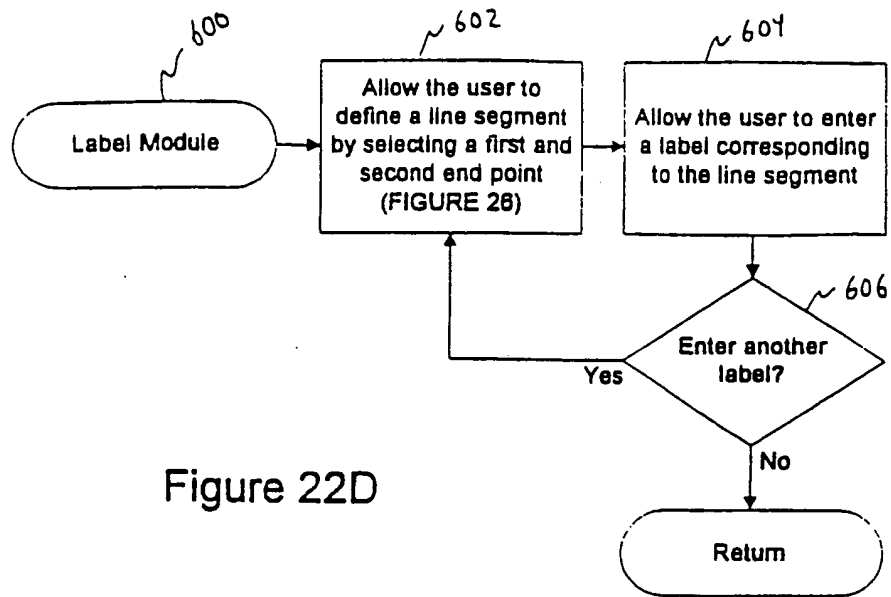 600
602
604
Label Module
Allow the user to
define a line segment
by selecting a first and
second end point
(FIGURE 26)
Allow the user to enter
a label corresponding
to the line segment
606
Enter another
label?
Yes
No
Return
Figure 22D